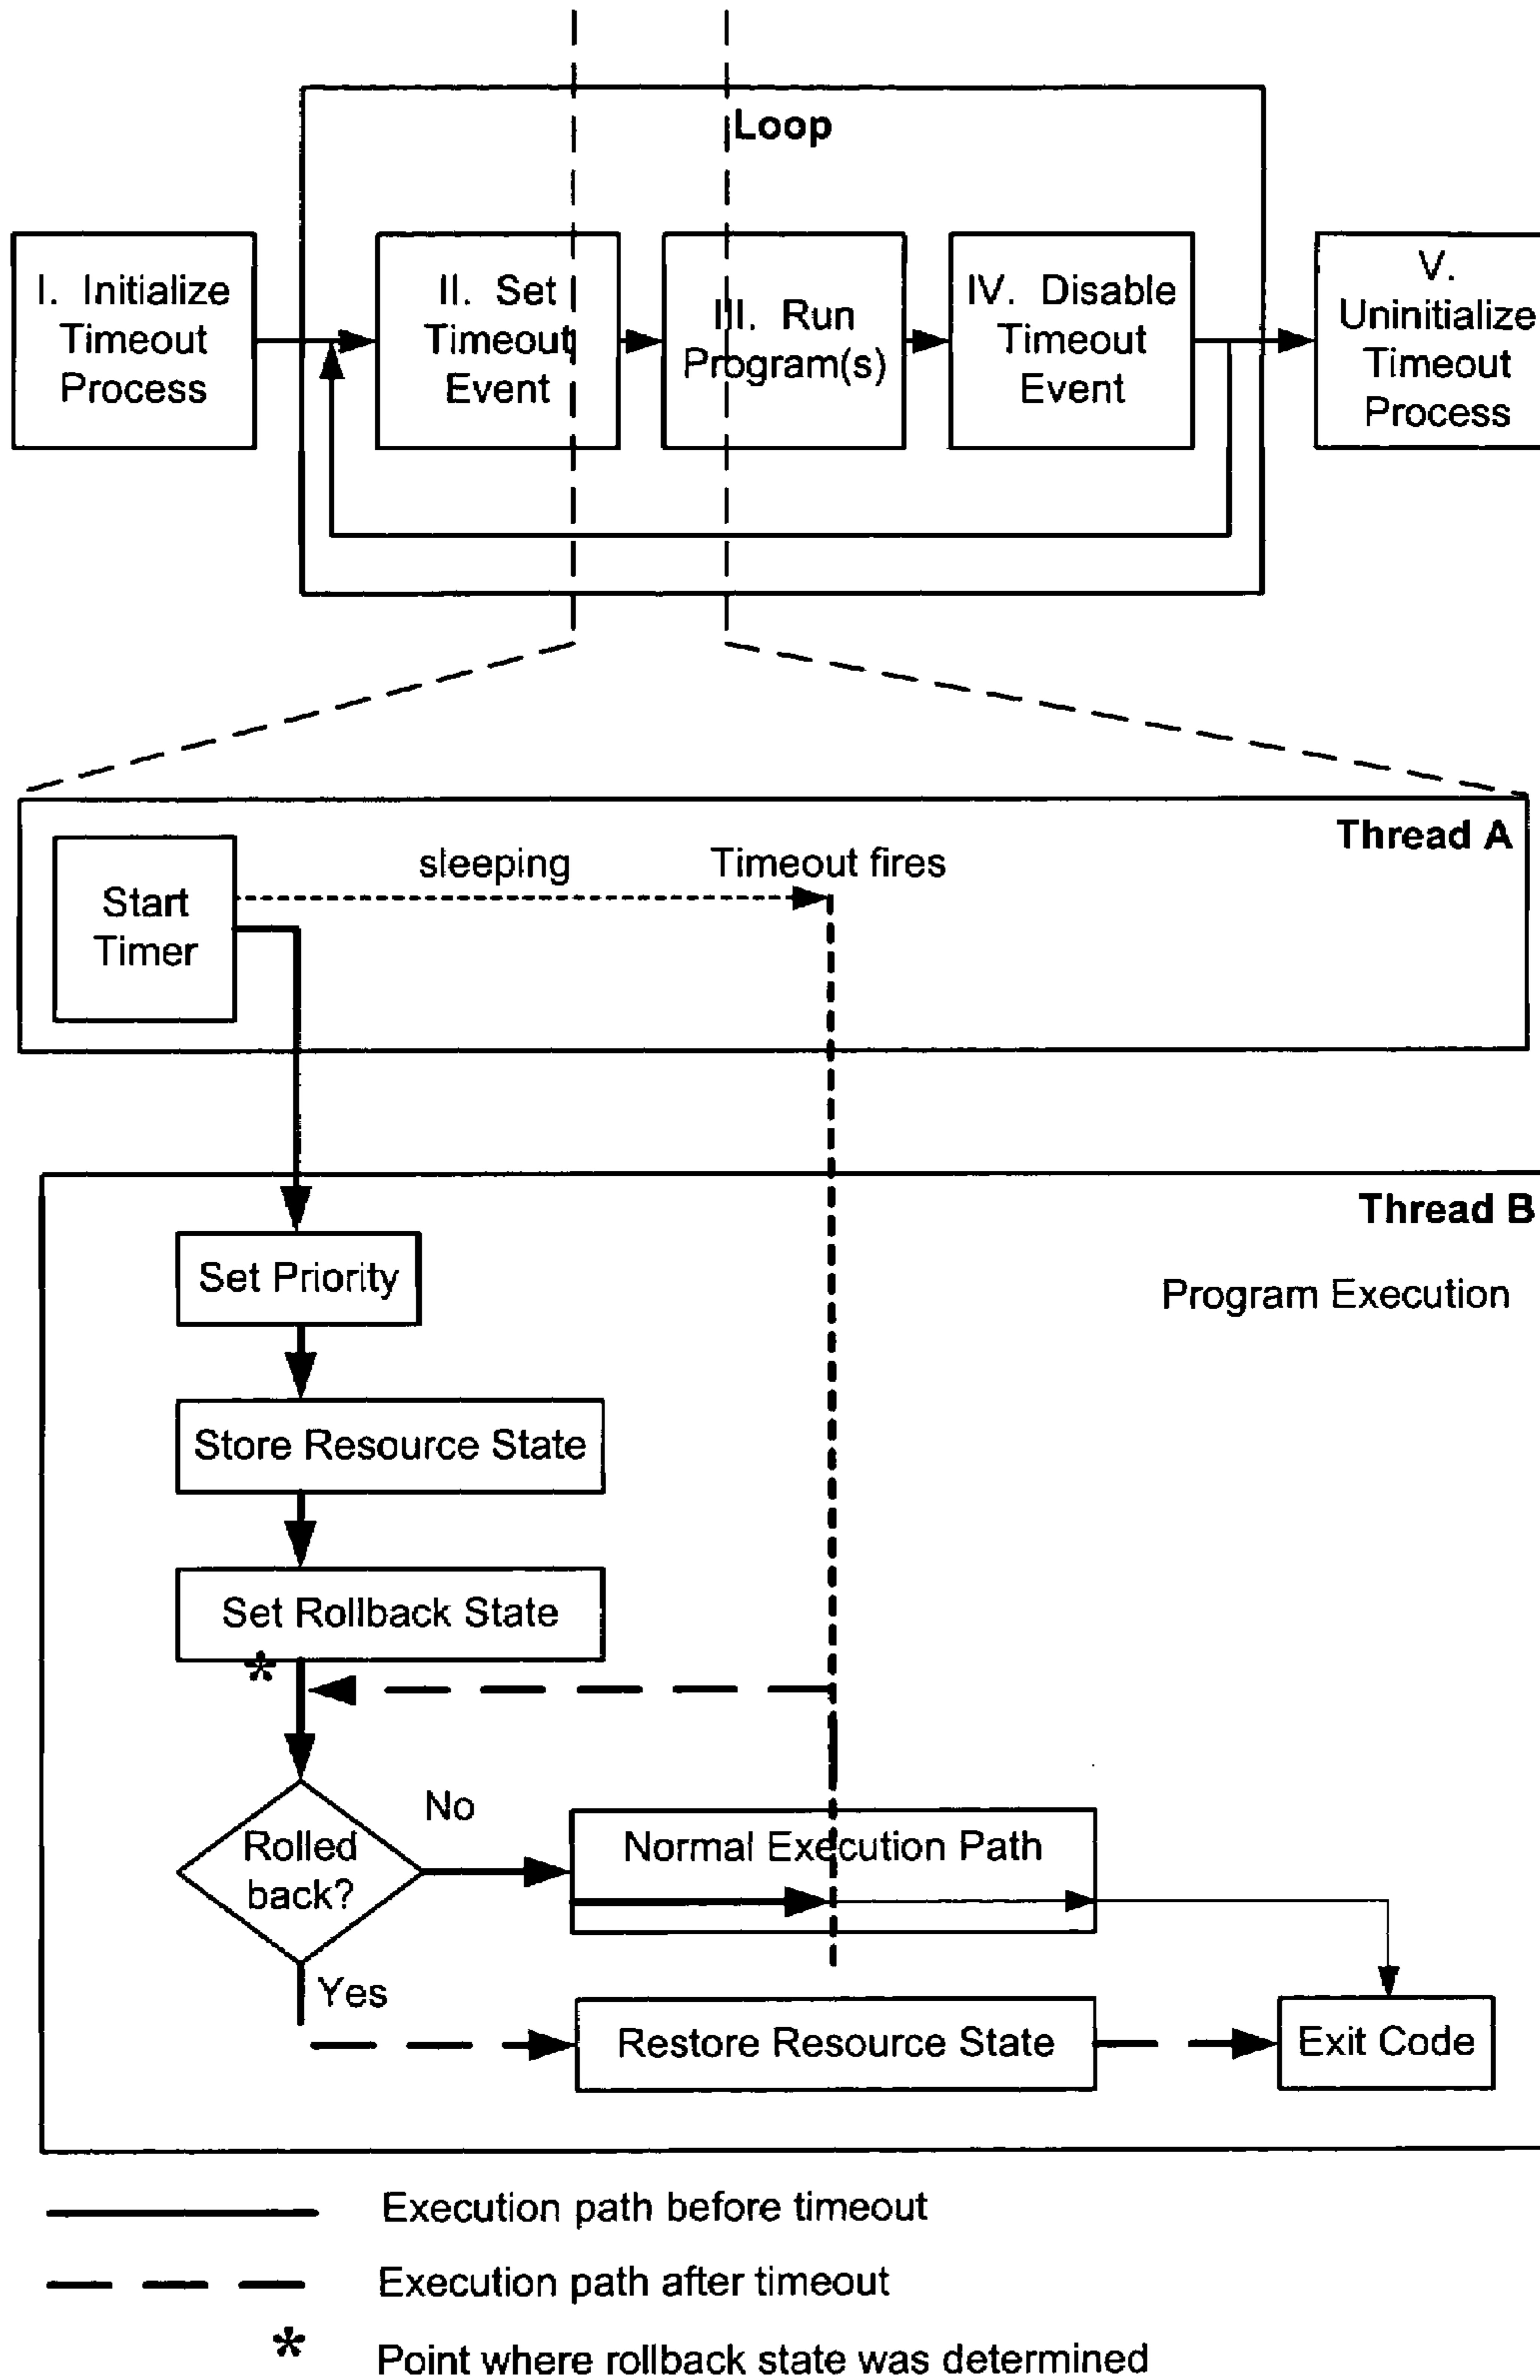 Loop
I. Initialize
Timeout
Process
II. Set
Timeout
Event
III. Run
Program(s)
IV. Disable
Timeout
Event
V.
Uninitialize
Timeout
Process
Thread A
Start
Timer
sleeping
Timeout fires
Thread B
Program Execution
Set Priority
Store Resource State
Set Rollback State
*
Rolled
back?
No
Normal Execution Path
Yes
Restore Resource State
Exit Code
Execution path before timeout
Execution path after timeout
* Point where rollback state was determined